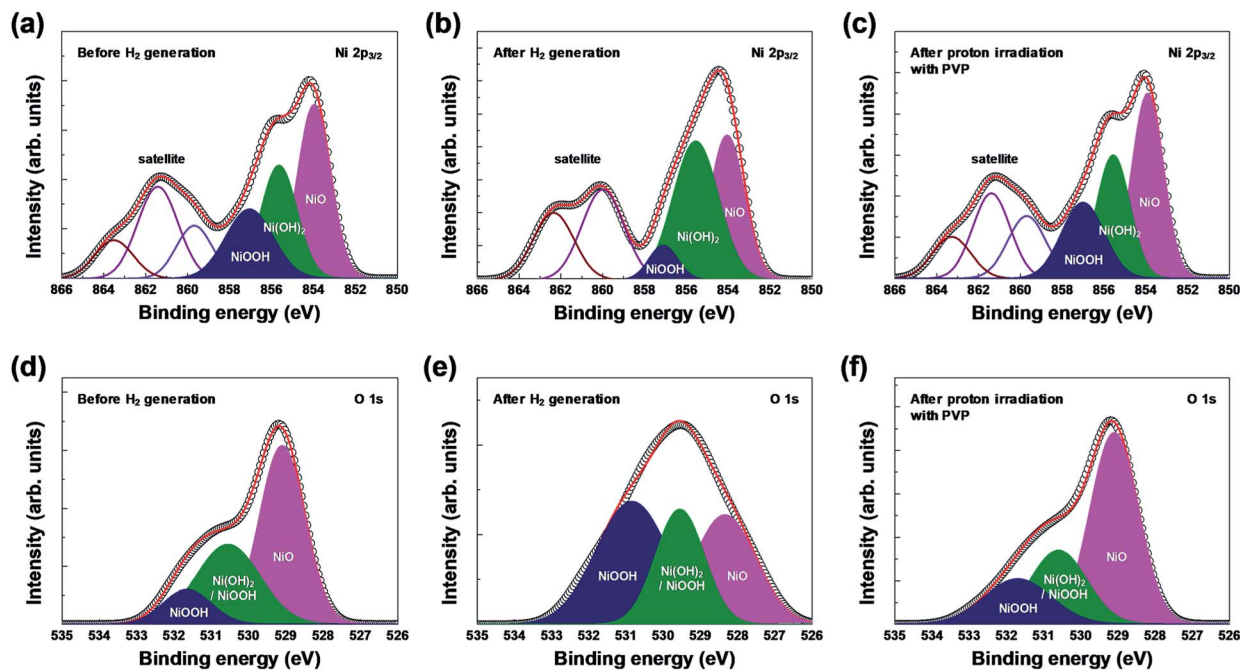 (a)
Before H2 generation
Ni 2p3/2
satellite
NiO
Ni(OH)2
NiOOH
Intensity (arb. units)
866 864 862 860 858 856 854 852 850
Binding energy (eV)
(b)
After H2 generation
Ni 2p3/2
satellite
NiO
Ni(OH)2
NiOOH
Intensity (arb. units)
866 864 862 860 858 856 854 852 850
Binding energy (eV)
(c)
After proton irradiation
with PVP
Ni 2p3/2
satellite
NiO
Ni(OH)2
NiOOH
Intensity (arb. units)
866 864 862 860 858 856 854 852 850
Binding energy (eV)
(d)
Before H2 generation
O 1s
NiO
Ni(OH)2
/ NiOOH
NiOOH
Intensity (arb. units)
535 534 533 532 531 530 529 528 527 526
Binding energy (eV)
(e)
After H2 generation
O 1s
NiOOH
Ni(OH)2
/ NiOOH
NiO
Intensity (arb. units)
535 534 533 532 531 530 529 528 527 526
Binding energy (eV)
(f)
After proton irradiation
with PVP
O 1s
NiO
Ni(OH)2
/ NiOOH
NiOOH
Intensity (arb. units)
535 534 533 532 531 530 529 528 527 526
Binding energy (eV)